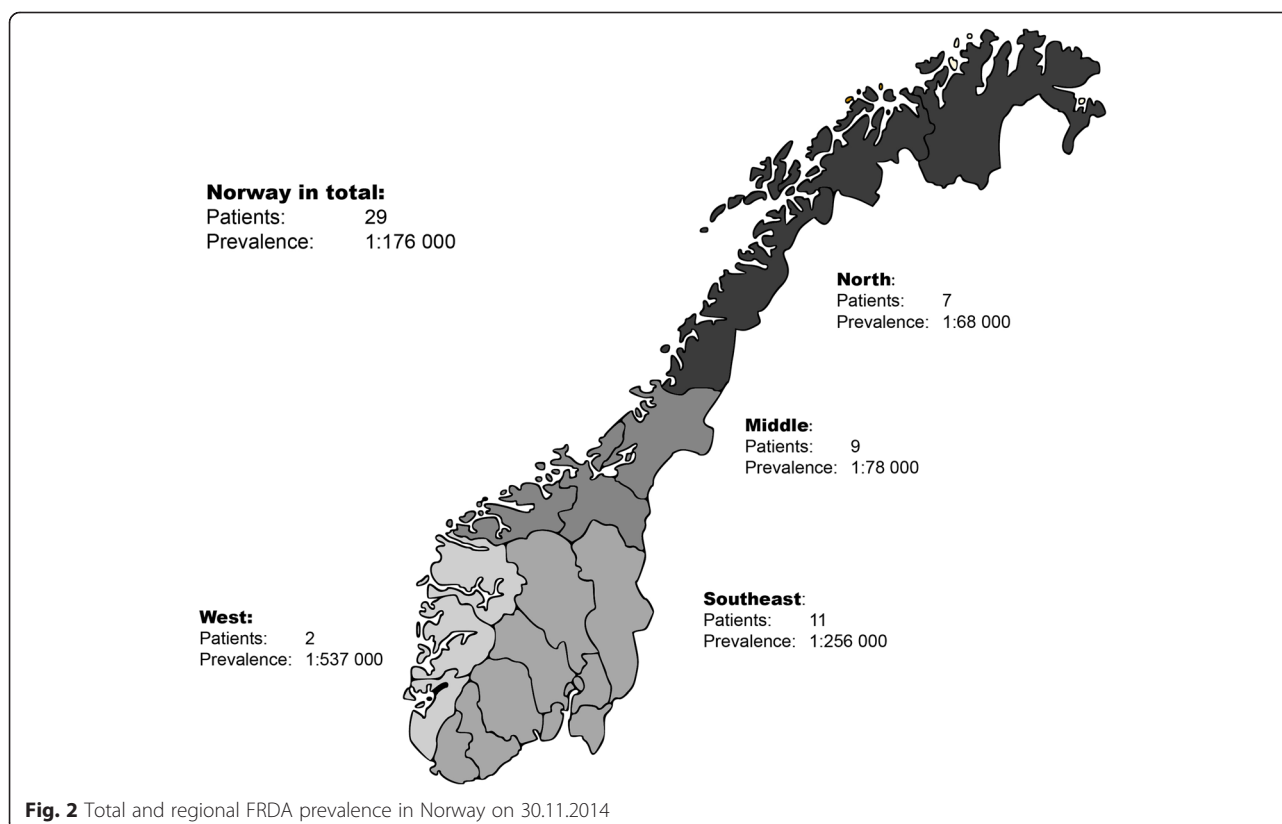 Norway in total:
Patients: 29
Prevalence: 1:176 000
North:
Patients: 7
Prevalence: 1:68 000
Middle:
Patients: 9
Prevalence: 1:78 000
Southeast:
Patients: 11
Prevalence: 1:256 000
West:
Patients: 2
Prevalence: 1:537 000
Fig. 2 Total and regional FRDA prevalence in Norway on 30.11.2014